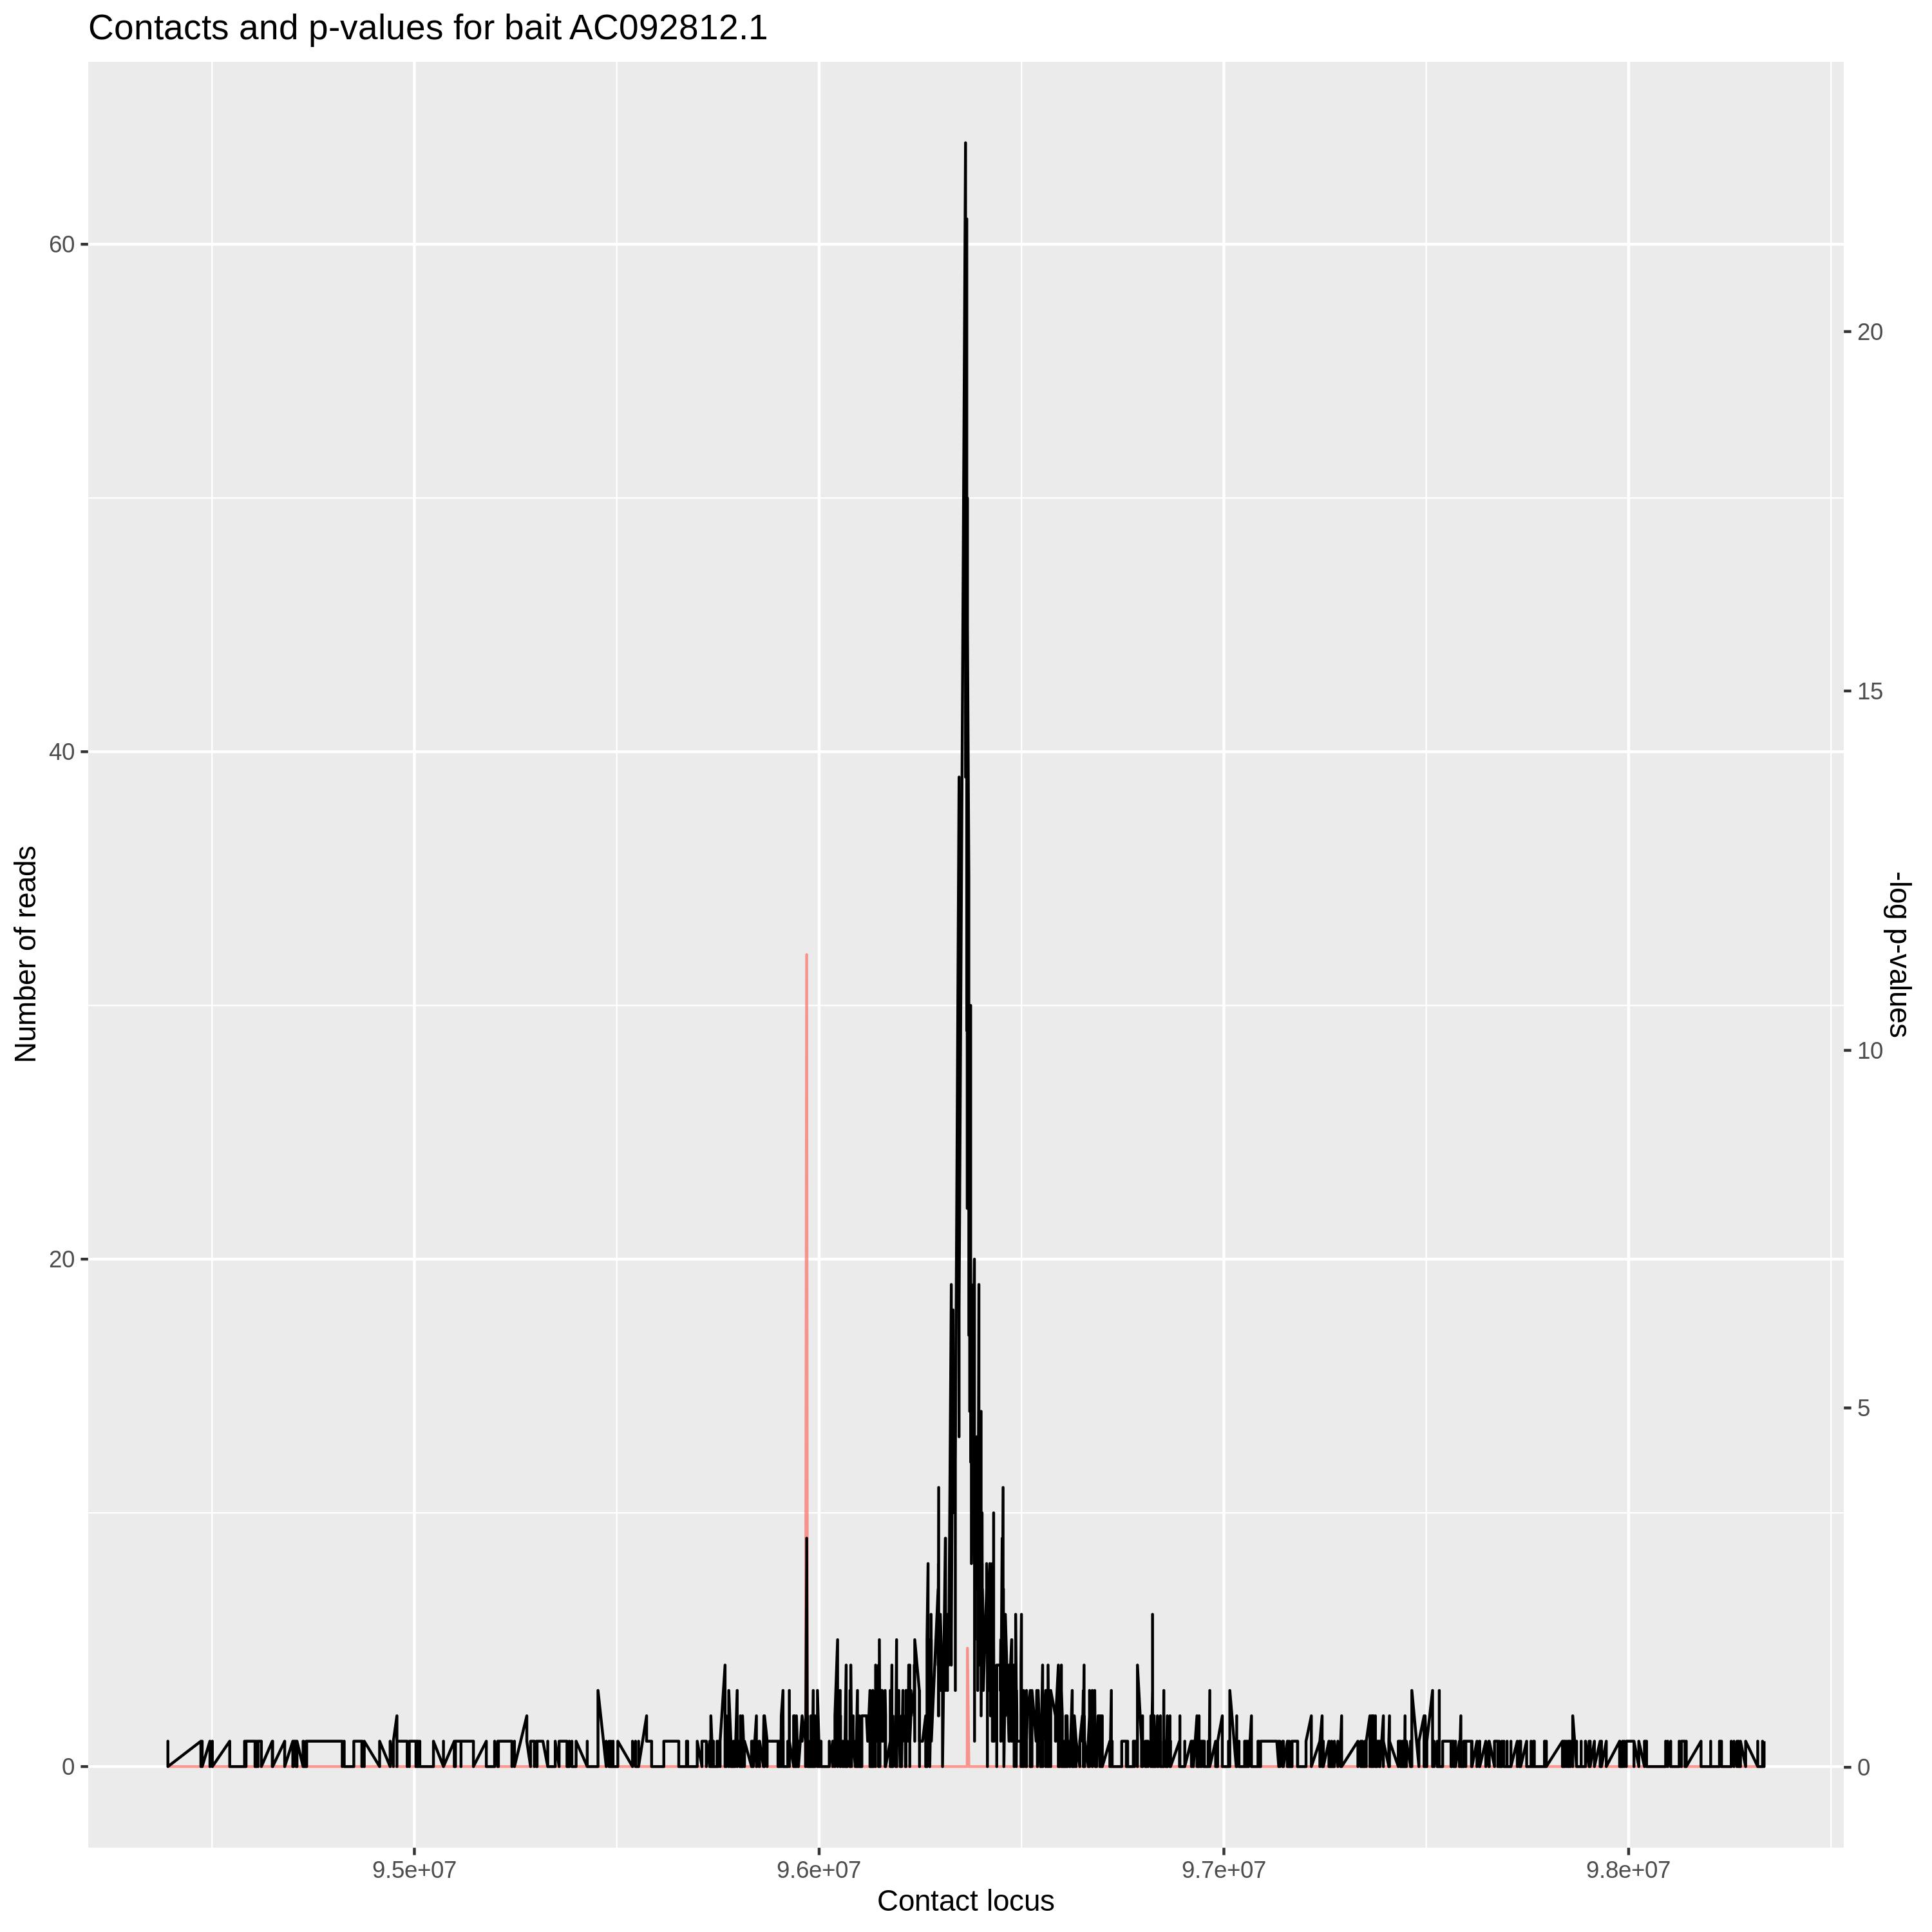 Contacts and p-values for bait AC092812.1
60
40
20
0
Number of reads
20
15
10
5
0
-log p-values
9.5e+07
9.6e+07
9.7e+07
9.8e+07
Contact locus